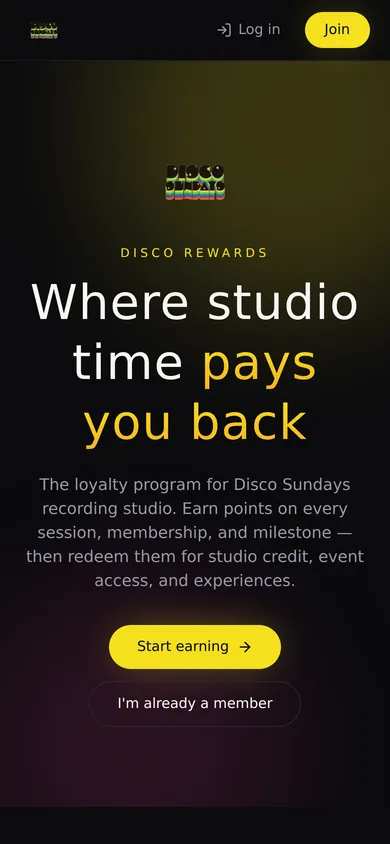 DISCO
SUNDAYS
Log in
Join
DISCO
SUNDAYS
DISCO REWARDS
Where studio
time pays
you back
The loyalty program for Disco Sundays
recording studio. Earn points on every
session, membership, and milestone —
then redeem them for studio credit, event
access, and experiences.
Start earning →
I'm already a member